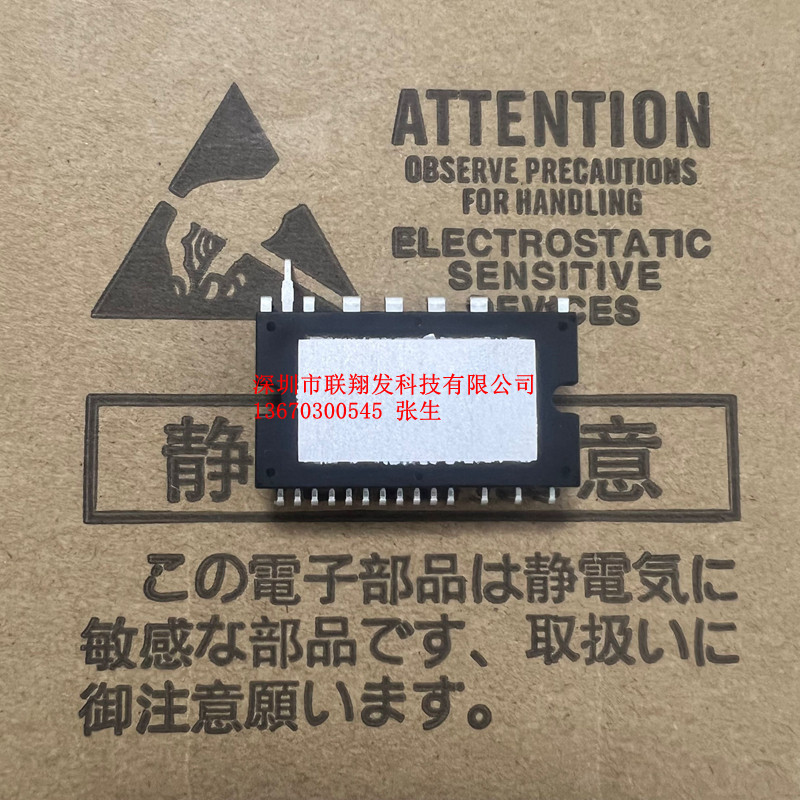 ATTENTION
OBSERVE PRECAUTIONS
FOR HANDLING
ELECTROSTATIC
SENSITIVE
DEVICES
深圳市联翔发科技有限公司
13670300545 张生
静 意
この電子部品は静電気に
敏感な部品です、取扱いに
御注意願います。